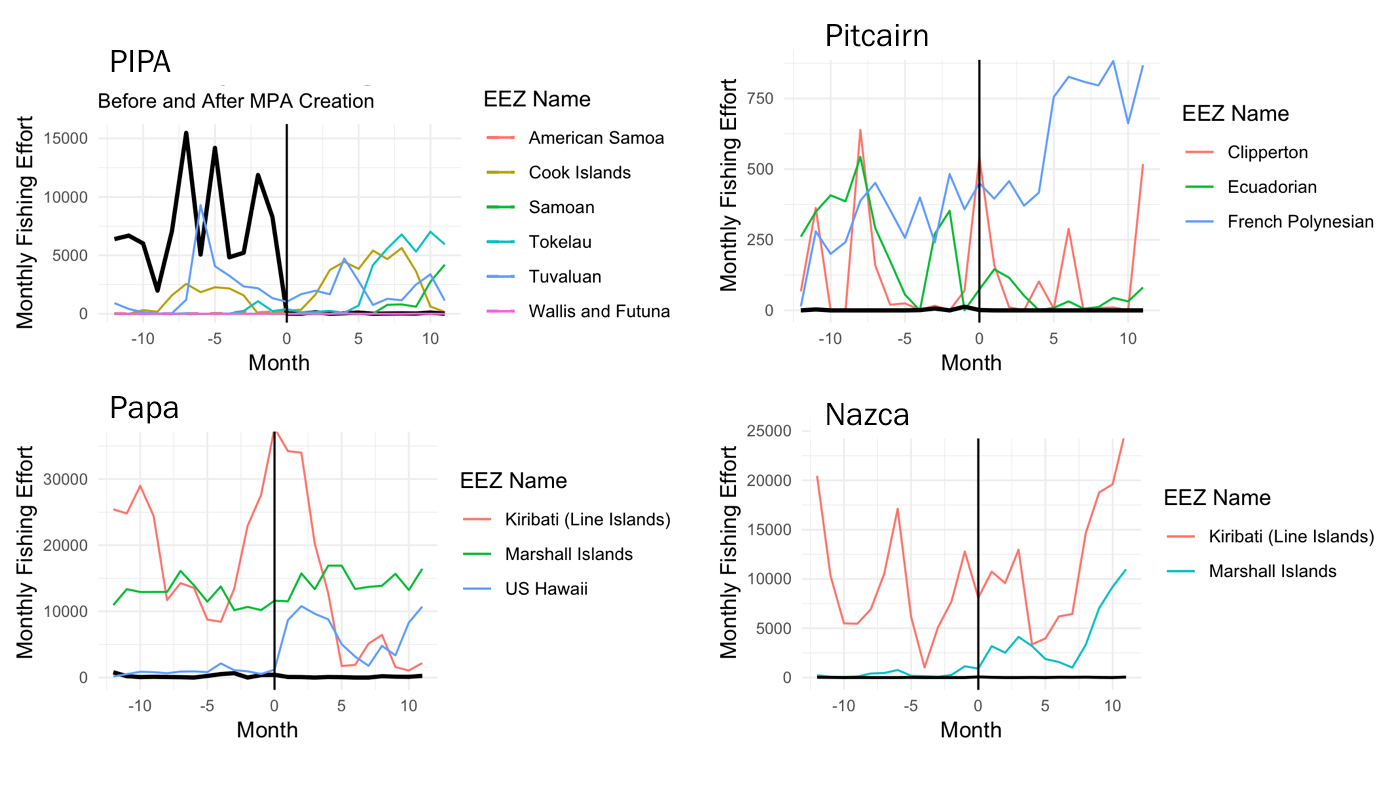 PIPA
Before and After MPA Creation
Monthly Fishing Effort
15000
10000
5000
0
-10 -5 0 5 10
Month
EEZ Name
American Samoa
Cook Islands
Samoan
Tokelau
Tuvaluan
Wallis and Futuna
Pitcairn
Monthly Fishing Effort
750
500
250
0
-10 -5 0 5 10
Month
EEZ Name
Clipperton
Ecuadorian
French Polynesian
Papa
Monthly Fishing Effort
30000
20000
10000
0
-10 -5 0 5 10
Month
EEZ Name
Kiribati (Line Islands)
Marshall Islands
US Hawaii
Nazca
Monthly Fishing Effort
25000
20000
15000
10000
5000
0
-10 -5 0 5 10
Month
EEZ Name
Kiribati (Line Islands)
Marshall Islands